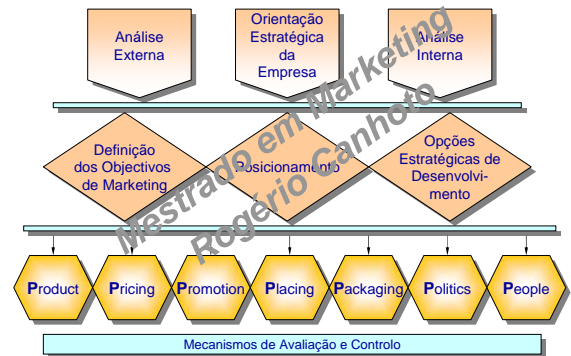 Análise
Externa
Orientação
Estratégica
da
Empresa
Análise
Interna
Definição
dos Objectivos
de Marketing
Posicionamento
Opções
Estratégicas de
Desenvolvi-
mento
Mestrado em Marketing
Rogério Canhoto
Product
Pricing
Promotion
Placing
Packaging
Politics
People
Mecanismos de Avaliação e Controlo